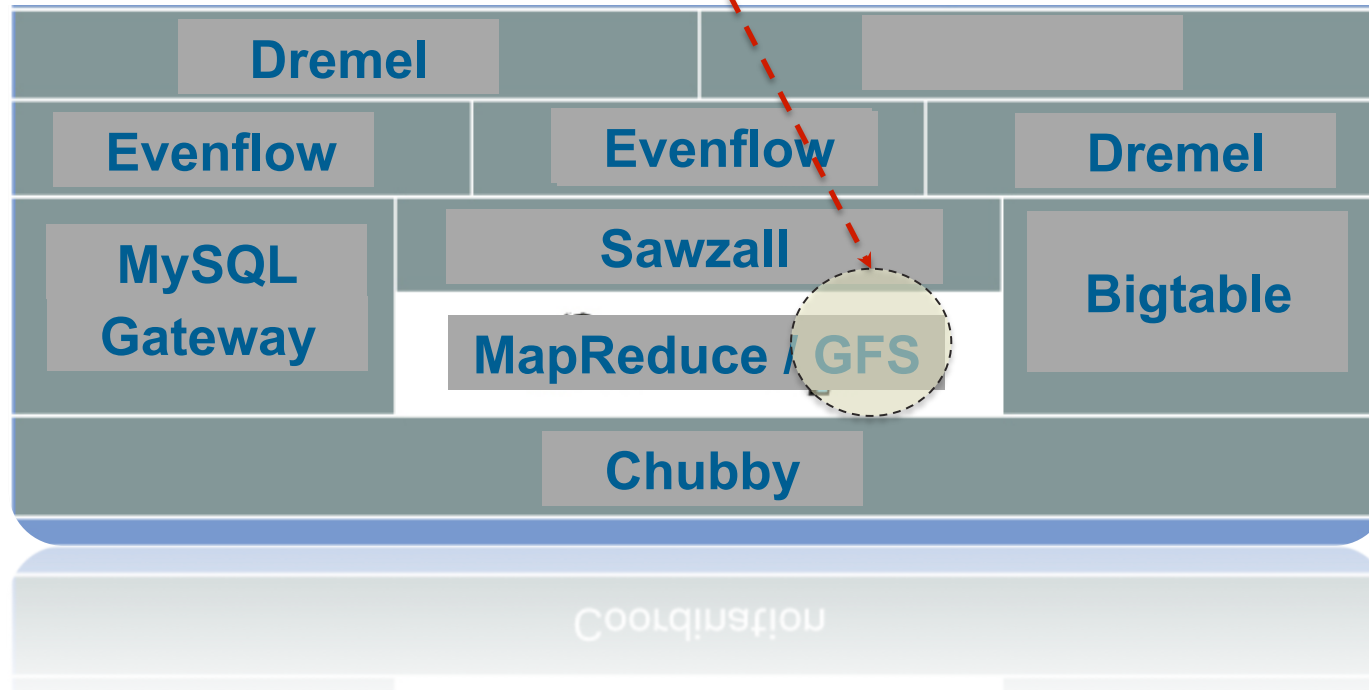 Dremel
Evenflow
Evenflow
Dremel
MySQL
Gateway
Sawzall
Bigtable
MapReduce / GFS
Chubby
Coordination